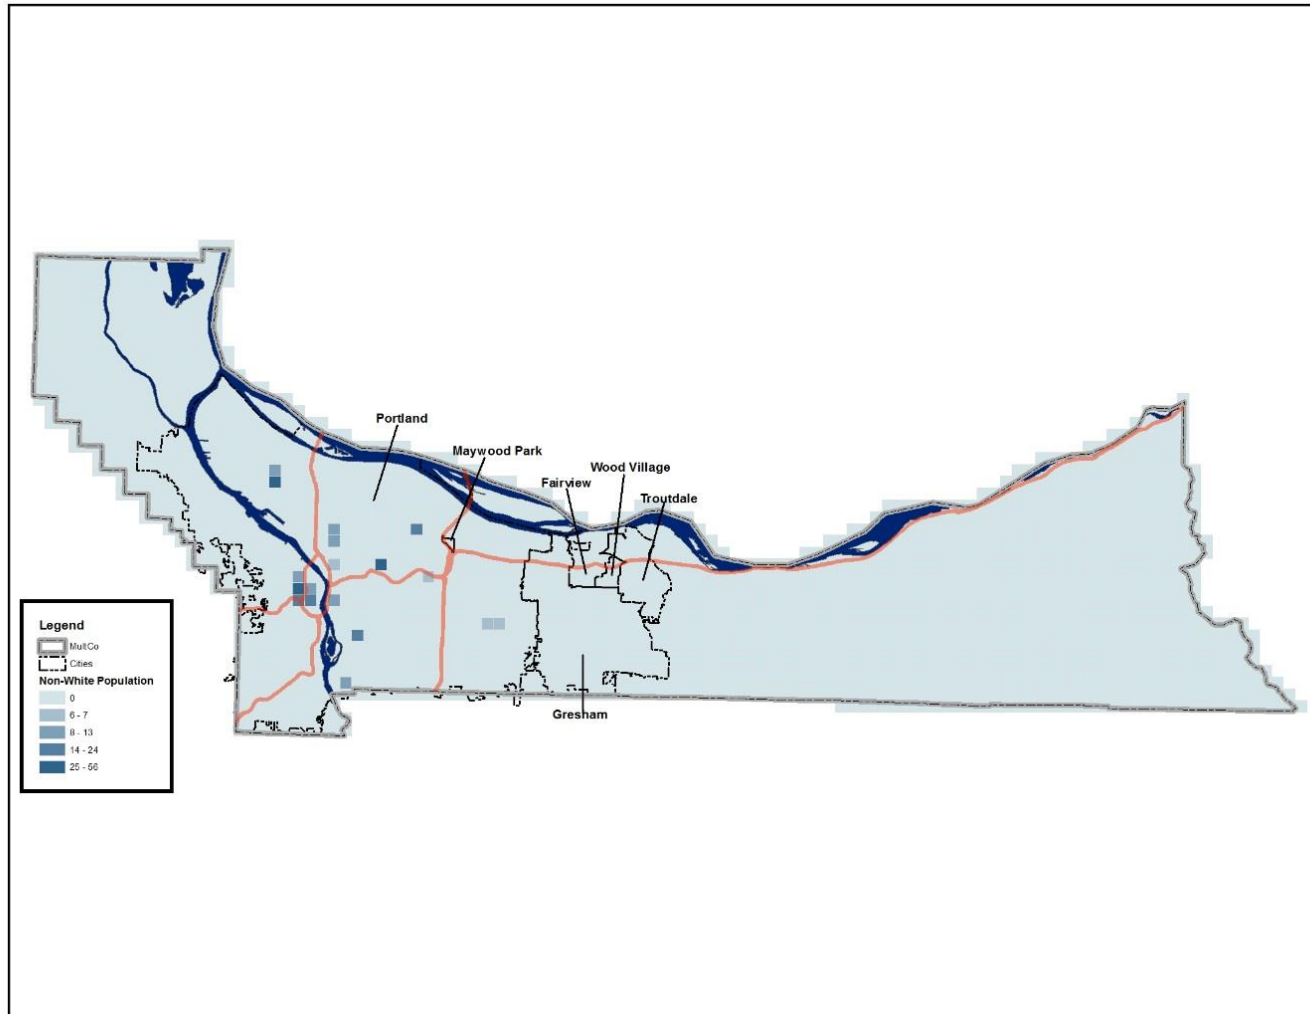 Portland
Maywood Park
Wood Village
Fairview
Troutdale
Gresham
Legend
MultCo
Cities
Non-White Population
0
6 - 7
8 - 13
14 - 24
25 - 56